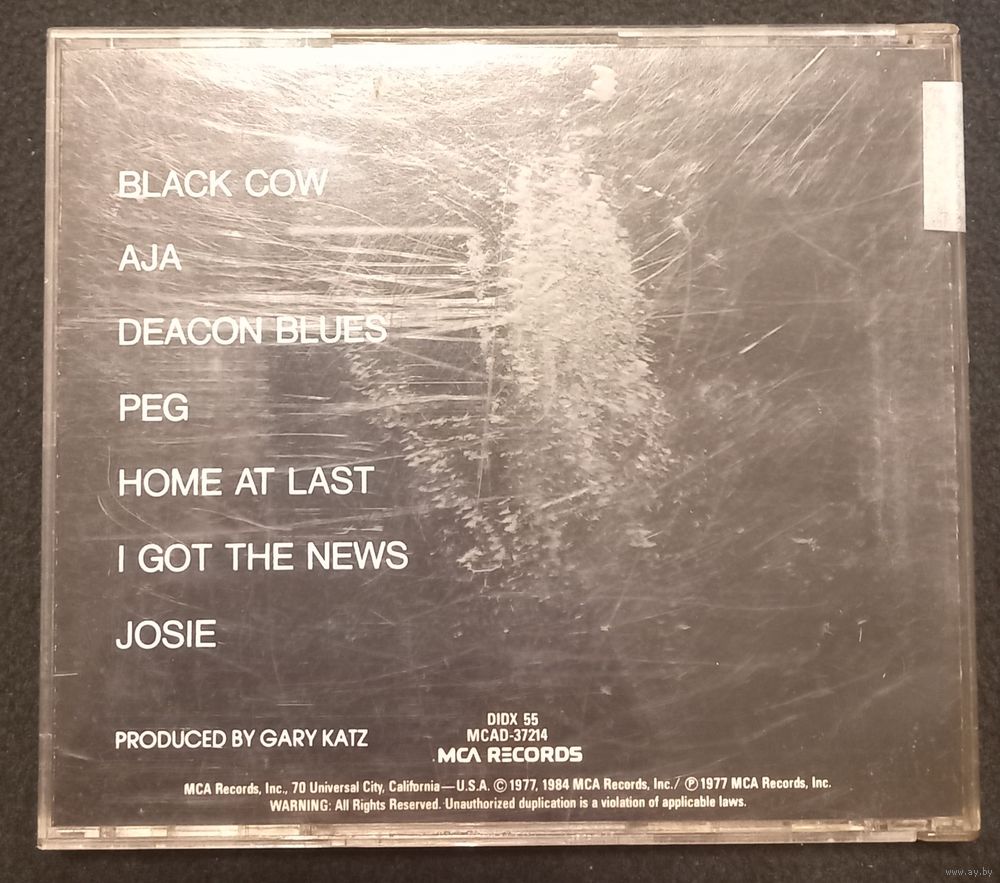 BLACK COW
AJA
DEACON BLUES
PEG
HOME AT LAST
I GOT THE NEWS
JOSIE
PRODUCED BY GARY KATZ
DIDX 55
MCAD-37214
MCA RECORDS
MCA Records, Inc., 70 Universal City, California—U.S.A. ©1977, 1984 MCA Records, Inc./ ℗1977 MCA Records, Inc.
WARNING: All Rights Reserved. Unauthorized duplication is a violation of applicable laws.
www.ay.by